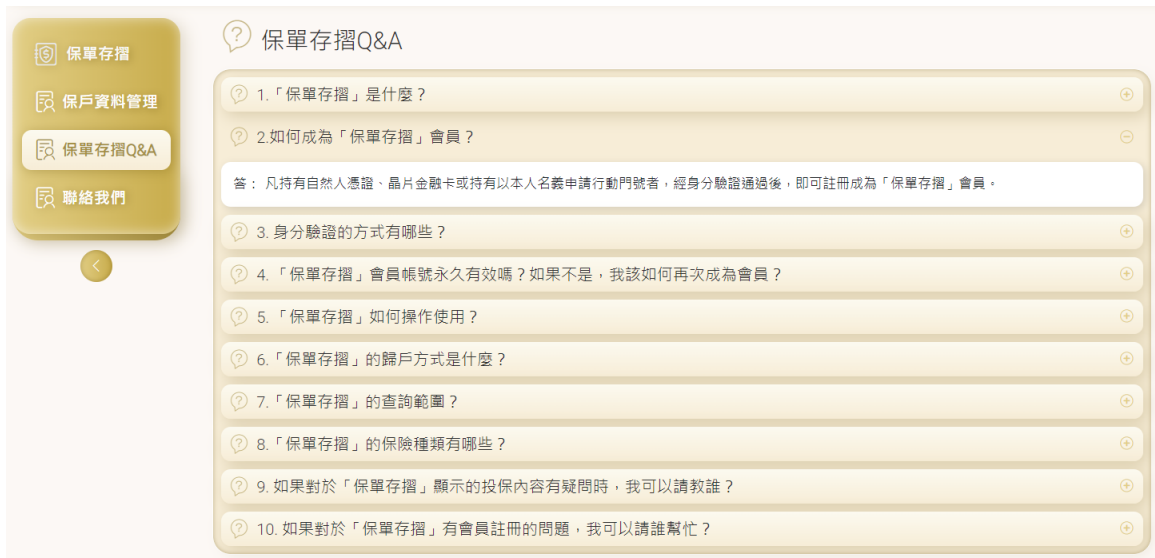 保單存摺
保戶資料管理
保單存摺Q&A
聯絡我們
保單存摺Q&A
1.「保單存摺」是什麼？
2.如何成為「保單存摺」會員？
答： 凡持有自然人憑證、晶片金融卡或持有以本人名義申請行動門號者，經身分驗證通過後，即可註冊成為「保單存摺」會員。
3. 身分驗證的方式有哪些？
4.「保單存摺」會員帳號永久有效嗎？如果不是，我該如何再次成為會員？
5.「保單存摺」如何操作使用？
6.「保單存摺」的歸戶方式是什麼？
7.「保單存摺」的查詢範圍？
8.「保單存摺」的保險種類有哪些？
9. 如果對於「保單存摺」顯示的投保內容有疑問時，我可以請教誰？
10. 如果對於「保單存摺」有會員註冊的問題，我可以請誰幫忙？